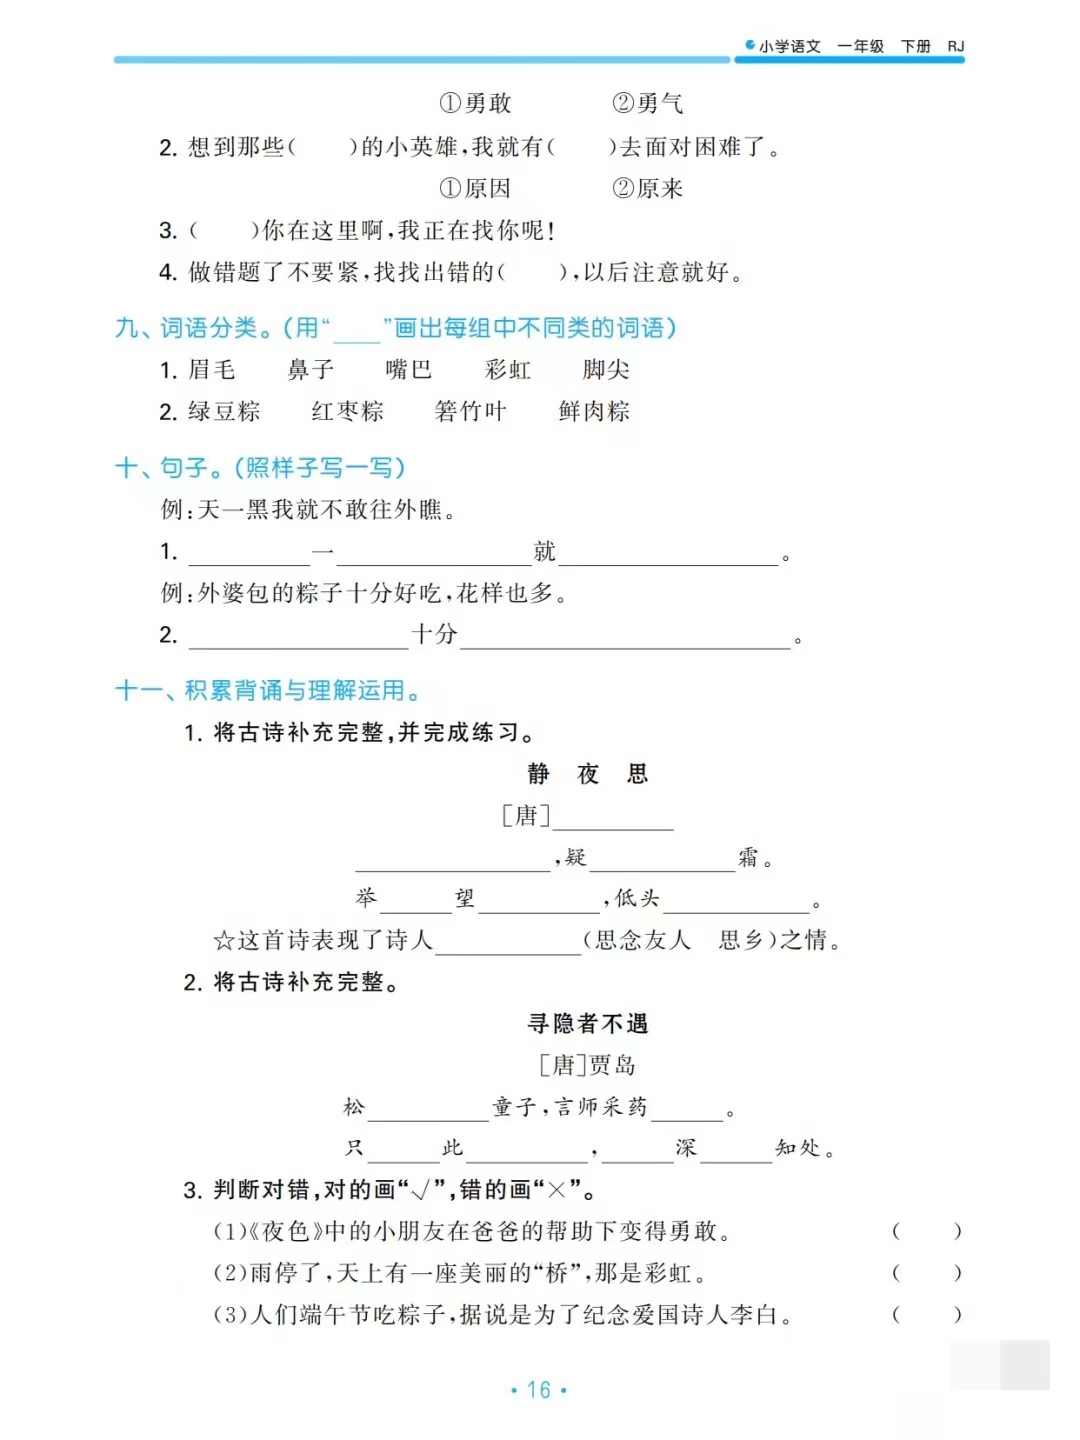 小学语文 一年级 下册 RJ
①勇敢 ②勇气
2. 想到那些( )的小英雄,我就有( )去面对困难了。
①原因 ②原来
3. ( )你在这里啊,我正在找你呢!
4. 做错题了不要紧,找找出错的( ),以后注意就好。
九、词语分类。(用“____”画出每组中不同类的词语)
1. 眉毛 鼻子 嘴巴 彩虹 脚尖
2. 绿豆粽 红枣粽 箬竹叶 鲜肉粽
十、句子。(照样子写一写)
例:天一黑我就不敢往外瞧。
1. ________一________就________。
例:外婆包的粽子十分好吃,花样也多。
2. ________十分________。
十一、积累背诵与理解运用。
1. 将古诗补充完整,并完成练习。
静 夜 思
[唐]________
________,疑________霜。
举____望________,低头________。
☆这首诗表现了诗人________(思念友人 思乡)之情。
2. 将古诗补充完整。
寻隐者不遇
[唐]贾岛
松________童子,言师采药____。
只____此________,____深____知处。
3. 判断对错,对的画“√”,错的画“×”。
(1)《夜色》中的小朋友在爸爸的帮助下变得勇敢。 ( )
(2)雨停了,天上有一座美丽的“桥”,那是彩虹。 ( )
(3)人们端午节吃粽子,据说是为了纪念爱国诗人李白。 ( )
·16·